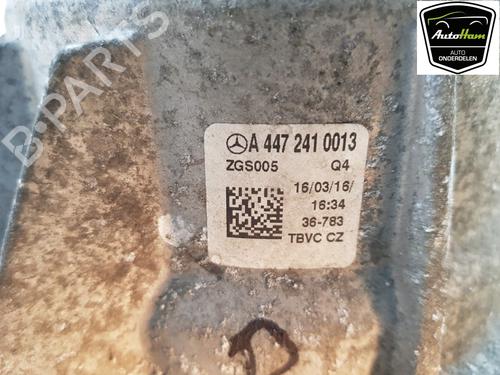 AutoHam
AUTO
ONDERDELEN
B-PARTS
A 447 241 0013
ZGS005 Q4
16/03/16/
16:34
36-783
TBVC CZ
D